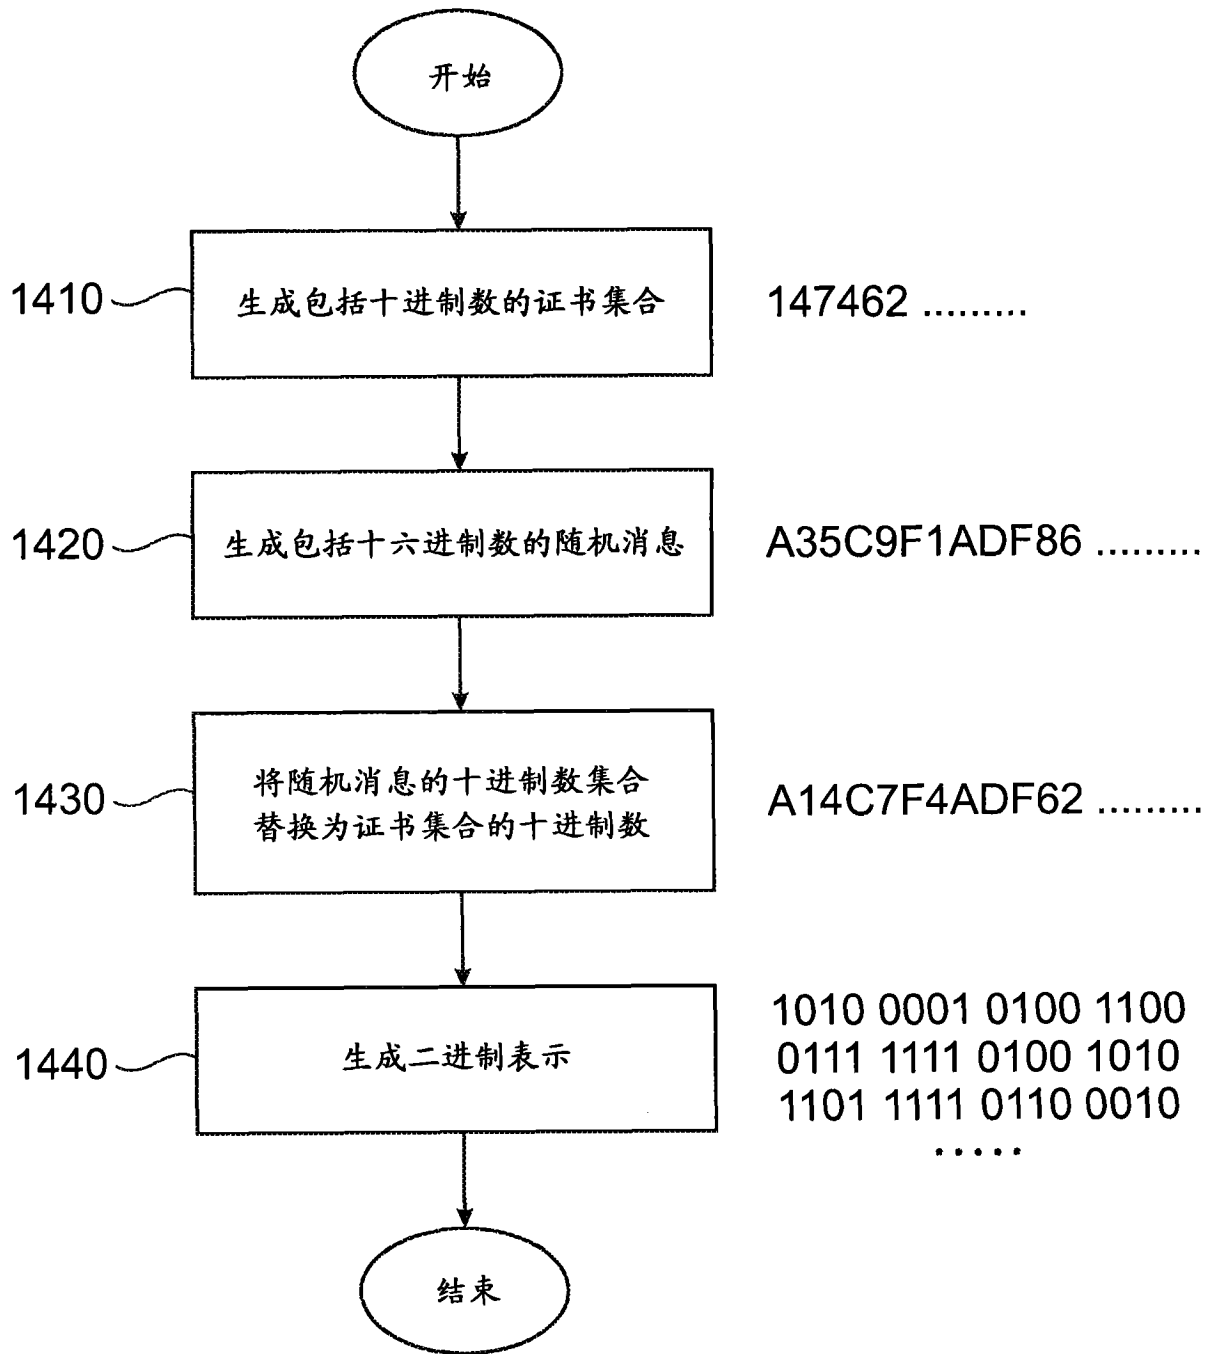 开始
1410
生成包括十进制数的证书集合
147462 .........
1420
生成包括十六进制数的随机消息
A35C9F1ADF86 .........
1430
将随机消息的十进制数集合
替换为证书集合的十进制数
A14C7F4ADF62 .........
1440
生成二进制表示
1010 0001 0100 1100
0111 1111 0100 1010
1101 1111 0110 0010
.....
结束